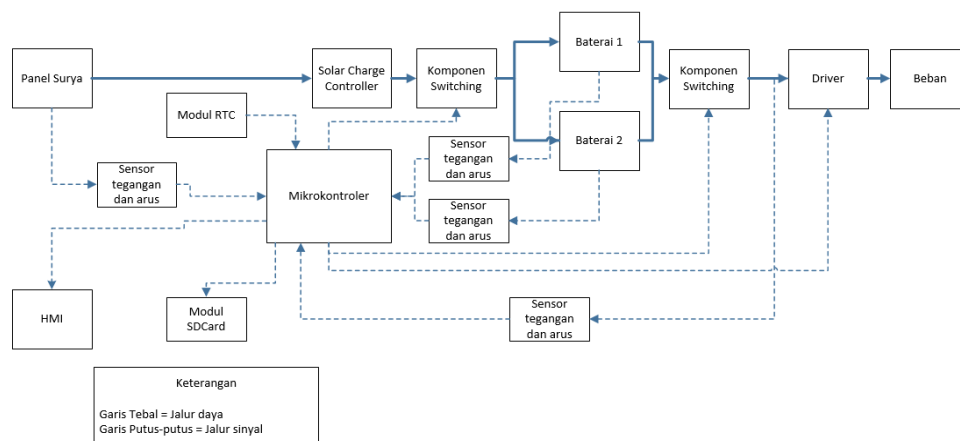 Panel Surya
Solar Charge
Controller
Komponen
Switching
Baterai 1
Baterai 2
Komponen
Switching
Driver
Beban
Modul RTC
Sensor
tegangan
dan arus
Mikrokontroler
Sensor
tegangan
dan arus
Sensor
tegangan
dan arus
HMI
Modul
SDCard
Sensor
tegangan
dan arus
Keterangan
Garis Tebal = Jalur daya
Garis Putus-putus = Jalur sinyal